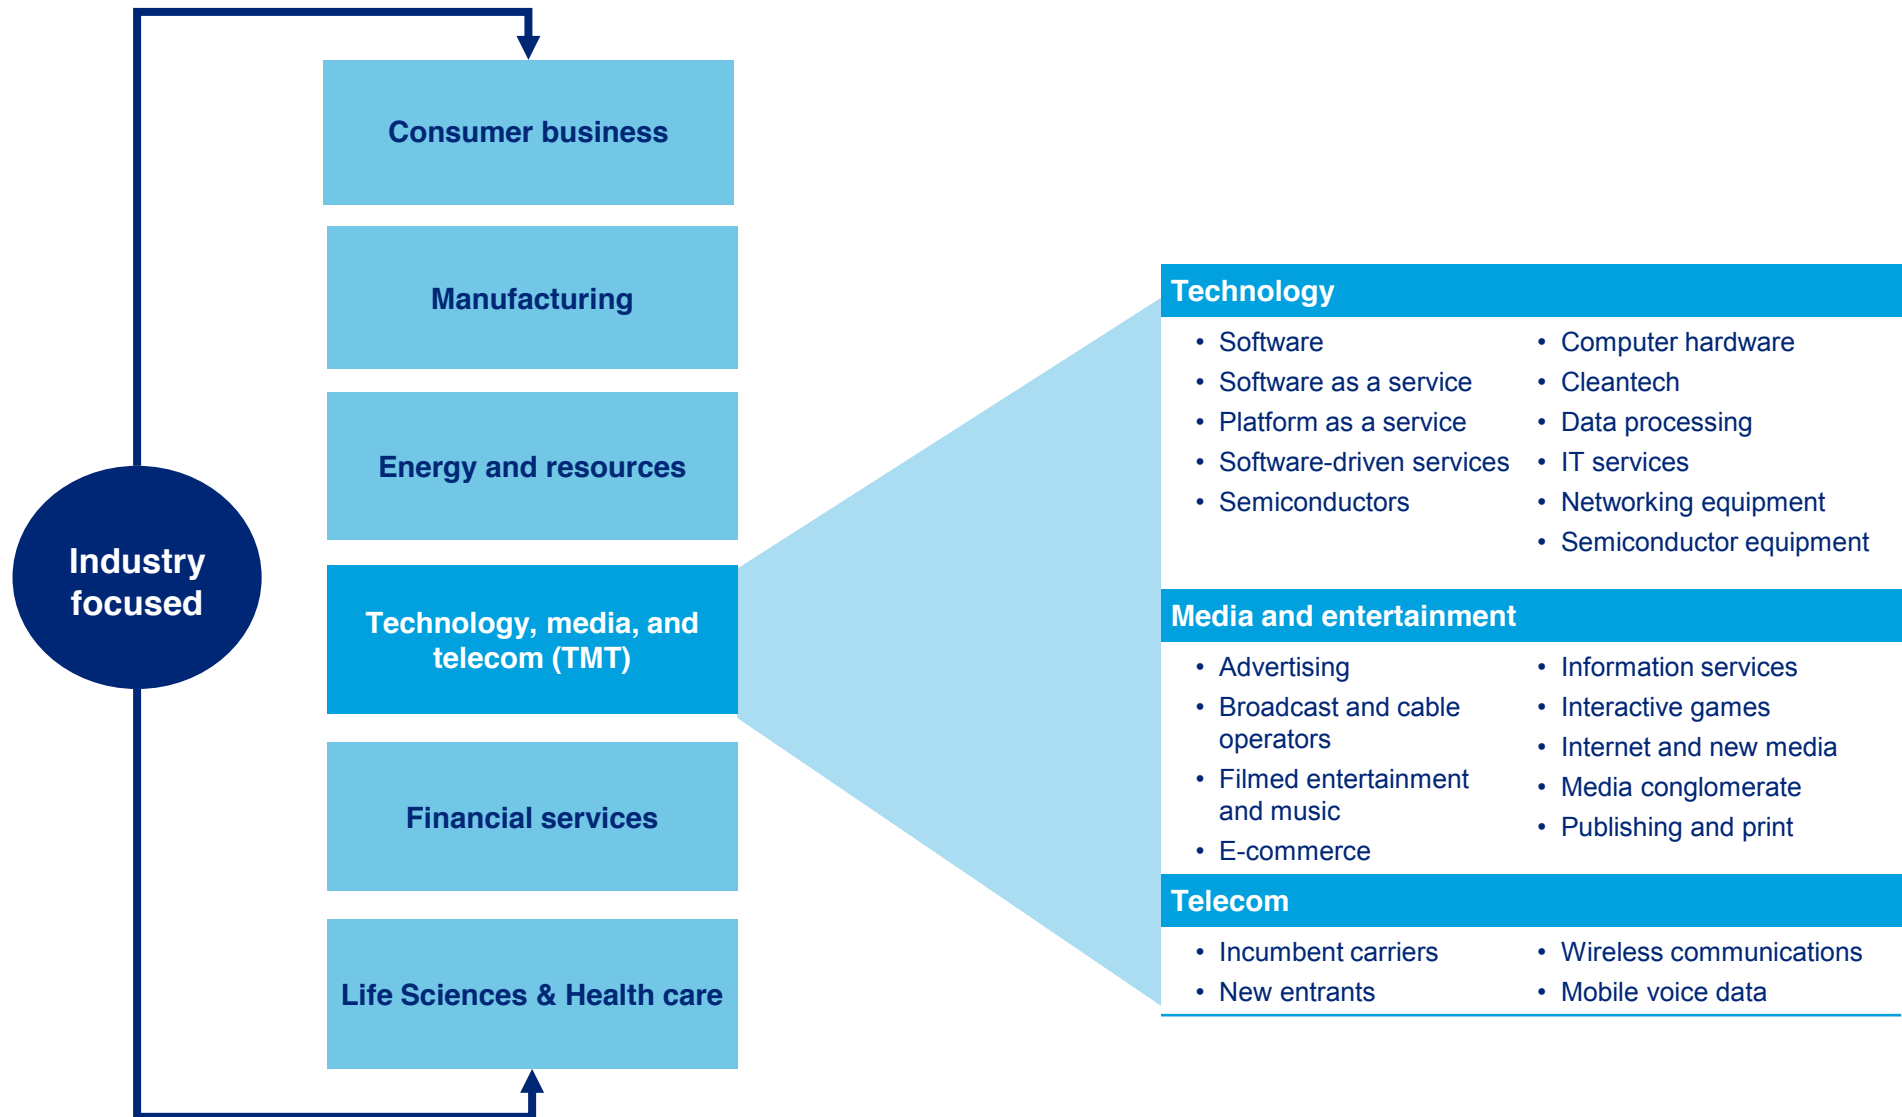 Industry
focused
Consumer business
Manufacturing
Energy and resources
Technology, media, and
telecom (TMT)
Financial services
Life Sciences & Health care
Technology
• Software
• Software as a service
• Platform as a service
• Software-driven services
• Semiconductors
• Computer hardware
• Cleantech
• Data processing
• IT services
• Networking equipment
• Semiconductor equipment
Media and entertainment
• Advertising
• Broadcast and cable
operators
• Filmed entertainment
and music
• E-commerce
• Information services
• Interactive games
• Internet and new media
• Media conglomerate
• Publishing and print
Telecom
• Incumbent carriers
• New entrants
• Wireless communications
• Mobile voice data